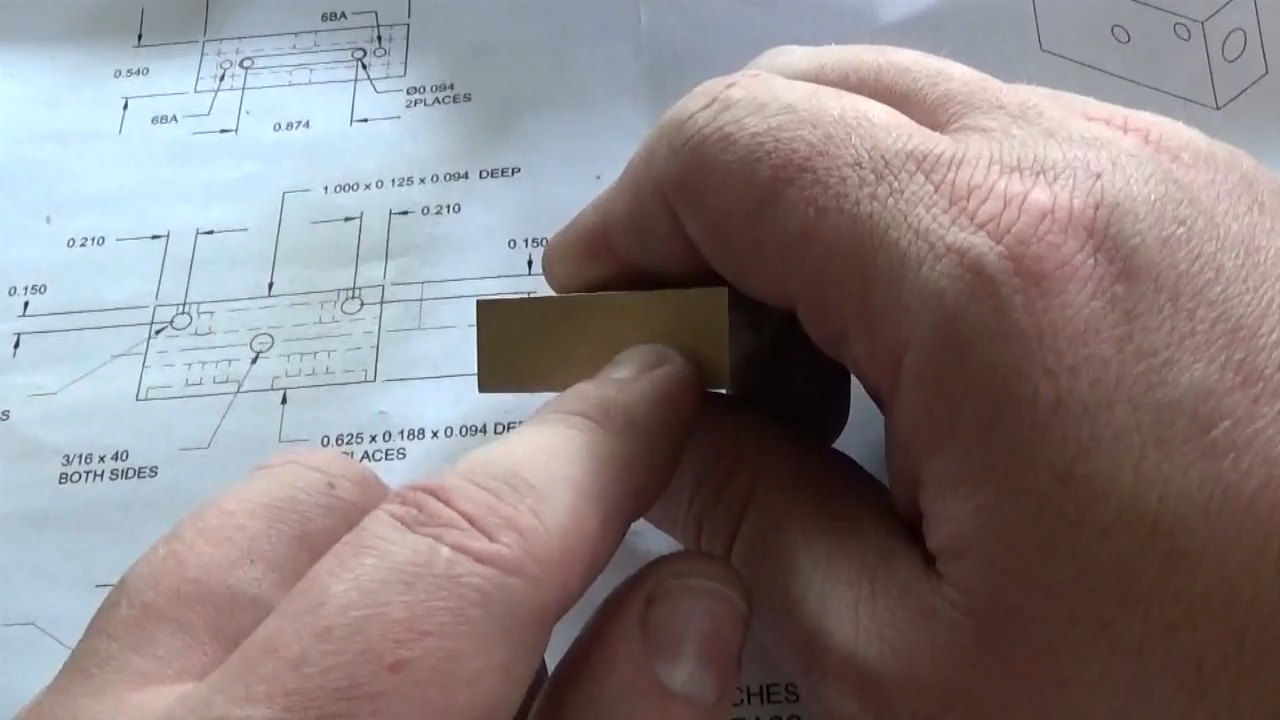 6BA
0.540
Ø0.094
2PLACES
6BA
0.874
1.000 x 0.125 x 0.094 DEEP
0.210
0.210
0.150
0.150
S
0.625 x 0.188 x 0.094
LACES
3/16 x 40
BOTH SIDES
CHES